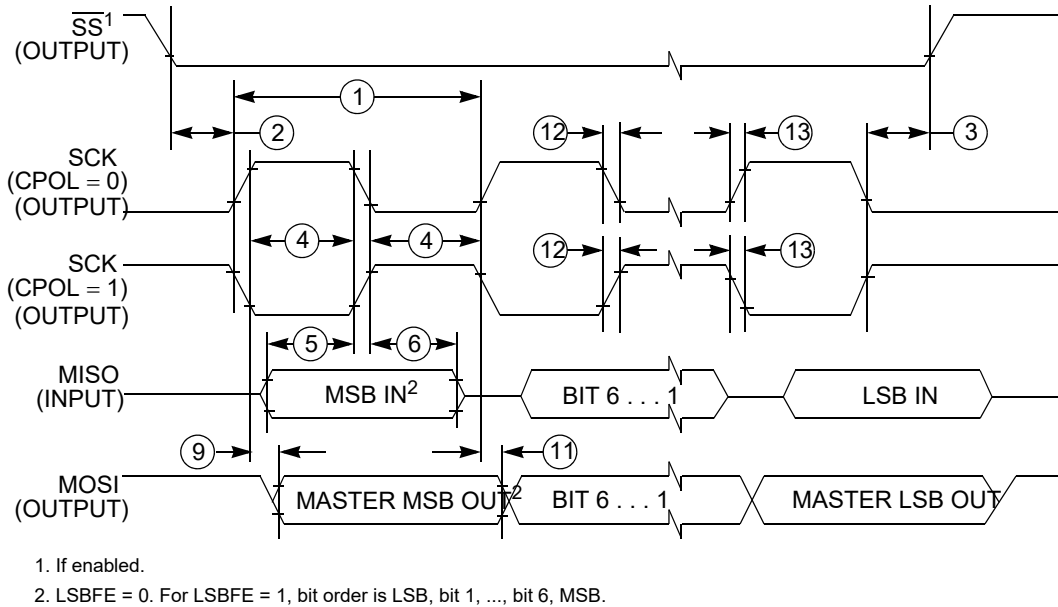 SS¹
(OUTPUT)
1
2
12
13
3
SCK
(CPOL = 0)
(OUTPUT)
4
4
SCK
(CPOL = 1)
(OUTPUT)
12
13
5
6
MISO
(INPUT)
MSB IN²
BIT 6 . . . 1
LSB IN
9
11
MOSI
(OUTPUT)
MASTER MSB OUT²
BIT 6 . . . 1
MASTER LSB OUT
1. If enabled.
2. LSBFE = 0. For LSBFE = 1, bit order is LSB, bit 1, ..., bit 6, MSB.